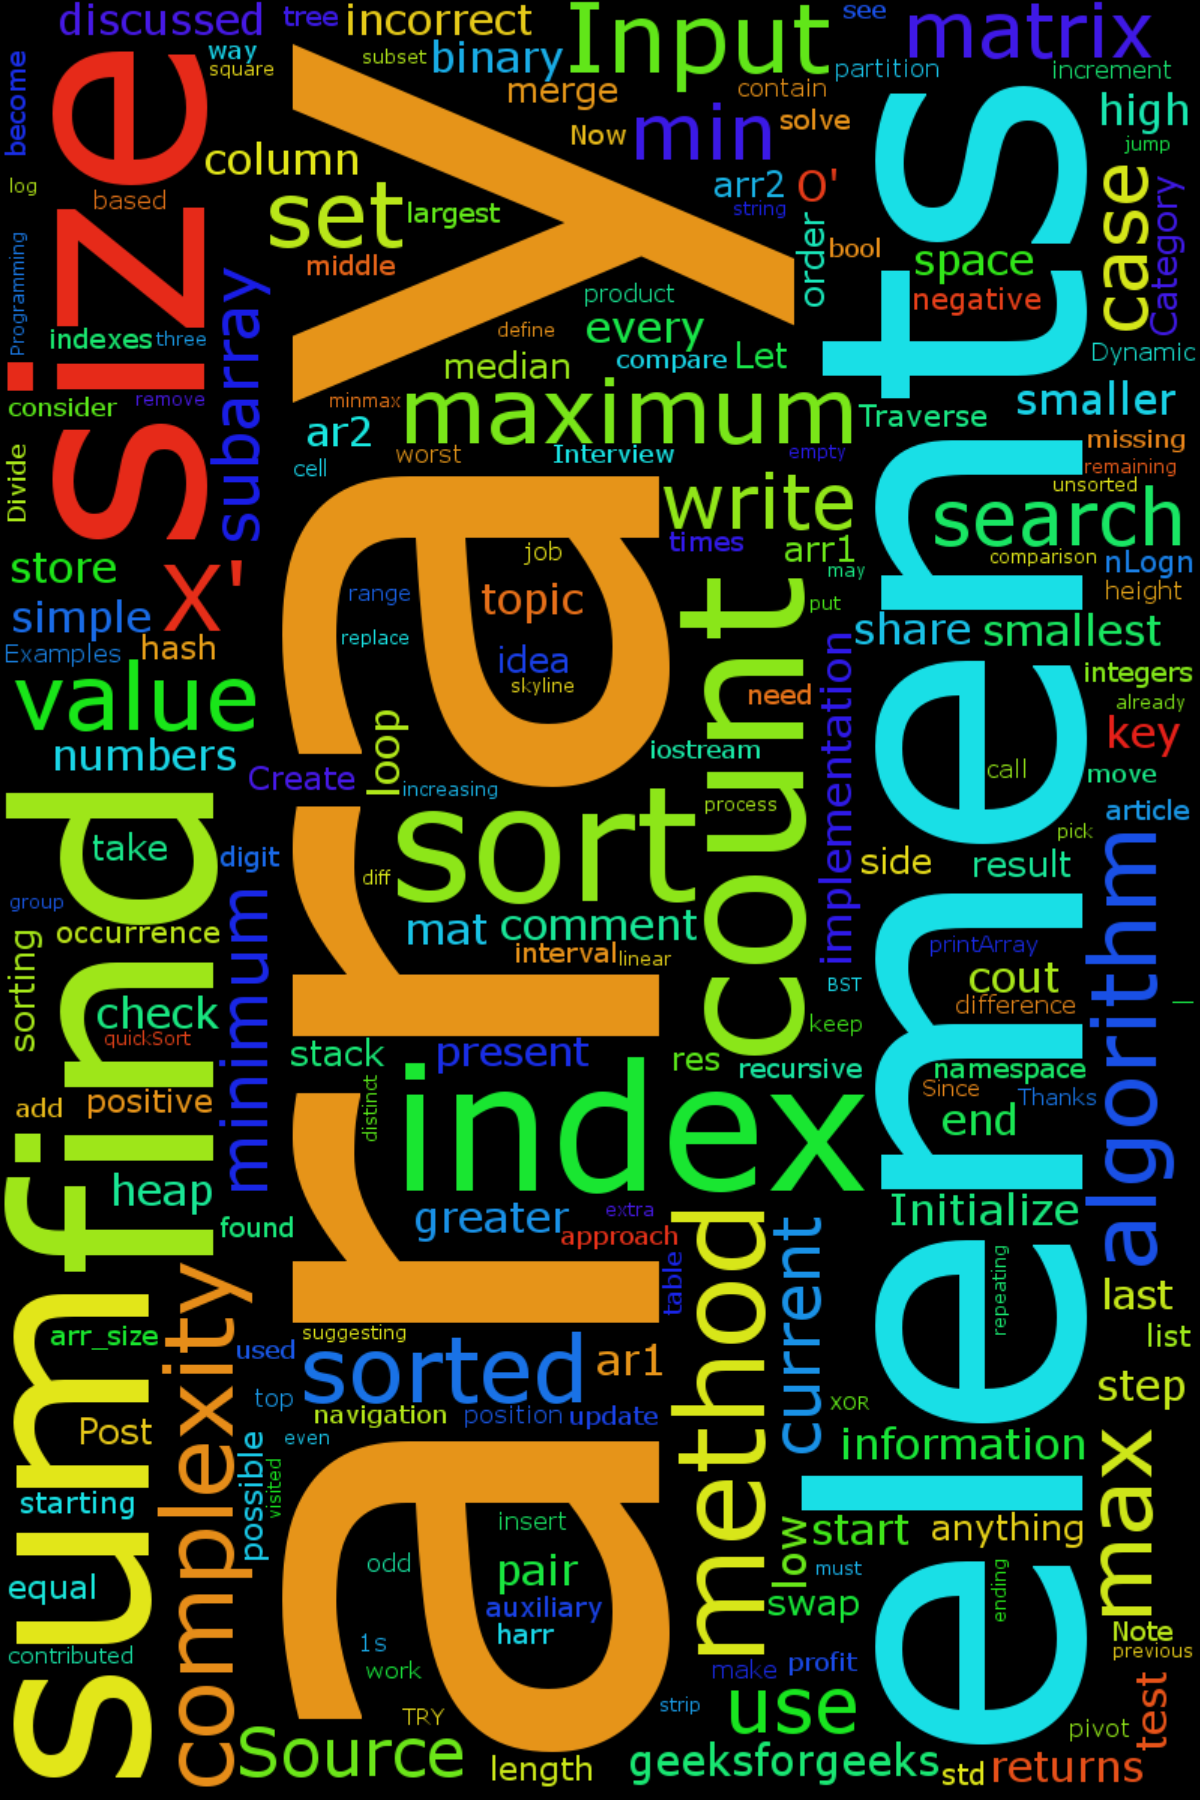 discussed
tree
incorrect
Input
see
matrix
become
size
way
square
subset
binary
merge
contain
partition
increment
Now
min
solve
high
jump
log
based
column
set
largest
array
arr2
O'
string
order
bool
elements
space
negative
case
Category
Programming
indexes
three
middle
subarray
product
define
every
median
compare
Let
Dynamic
consider
remove
minmax
maximum
Traverse
smaller
ar2
cell
worst
Interview
empty
missing
remaining
unsorted
Divide
write
times
arr1
may
search
comparison
nLogn
height
store
X'
simple
Examples
hash
job
range
topic
replace
idea
skyline
count
put
need
implementation
share
smallest
integers
already
key
value
numbers
Create
loop
increasing
iostream
process
call
move
article
pick
find
take
digit
diff
sort
side
result
algorithm
group
occurrence
sorting
minimum
mat
comment
interval
linear
BST
keep
printArray
cout
difference
_
check
quickSort
stack
present
res
recursive
namespace
Since
Thanks
end
add
positive
distinct
index
heap
found
greater
extra
approach
table
Initialize
sum
arr_size
complexity
used
suggesting
sorted
ar1
method
current
repeating
last
list
step
top
navigation
position
update
XOR
Post
even
possible
visited
information
max
starting
insert
odd
pair
auxiliary
harr
low
start
anything
must
ending
swap
equal
contributed
1s
work
make
profit
Note
previous
test
TRY
strip
use
pivot
Source
length
geeksforgeeks
std
returns